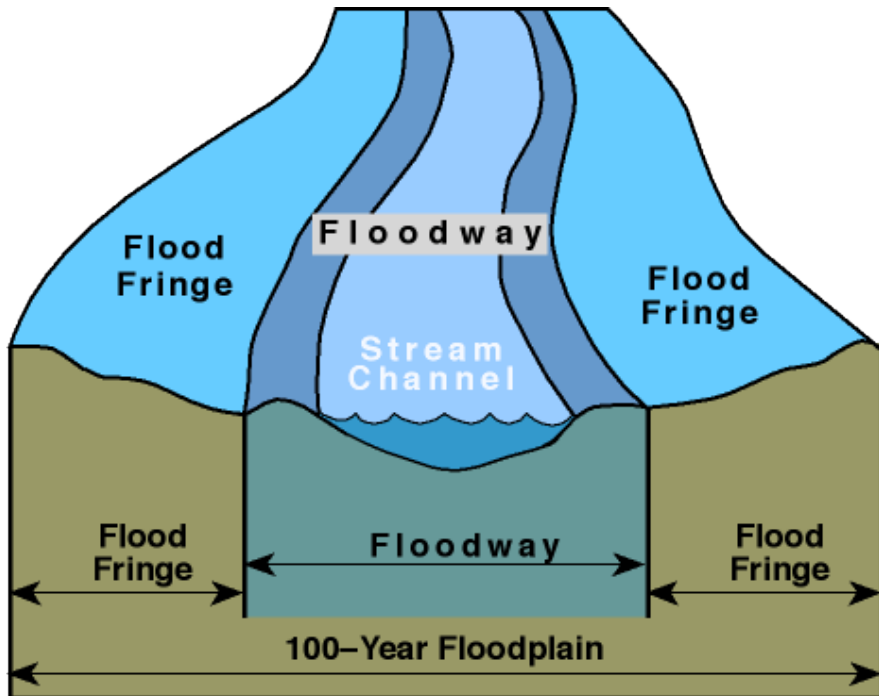 Floodway
Flood
Fringe
Flood
Fringe
Stream
Channel
Flood
Fringe
Floodway
Flood
Fringe
100–Year Floodplain